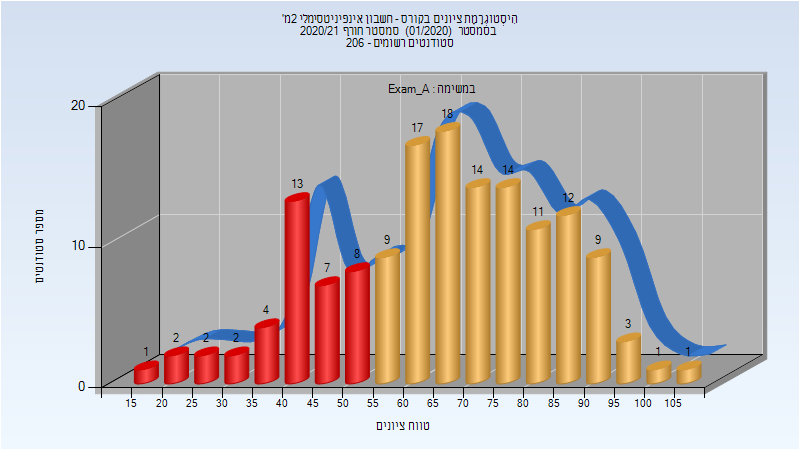 הִיסטוֹגרָמַת ציונים בקורס - חשבון אינפיניטסימלי 2מ'
בסמסטר (01/2020) סמסטר חורף 2020/21
סטודנטים רשומים - 206
במשימה : Exam_A
מספר סטודנטים
20
10
0
1 2 2 2 4 13 7 8 9 17 18 14 14 11 12 9 3 1 1
15 20 25 30 35 40 45 50 55 60 65 70 75 80 85 90 95 100 105
טווח ציונים